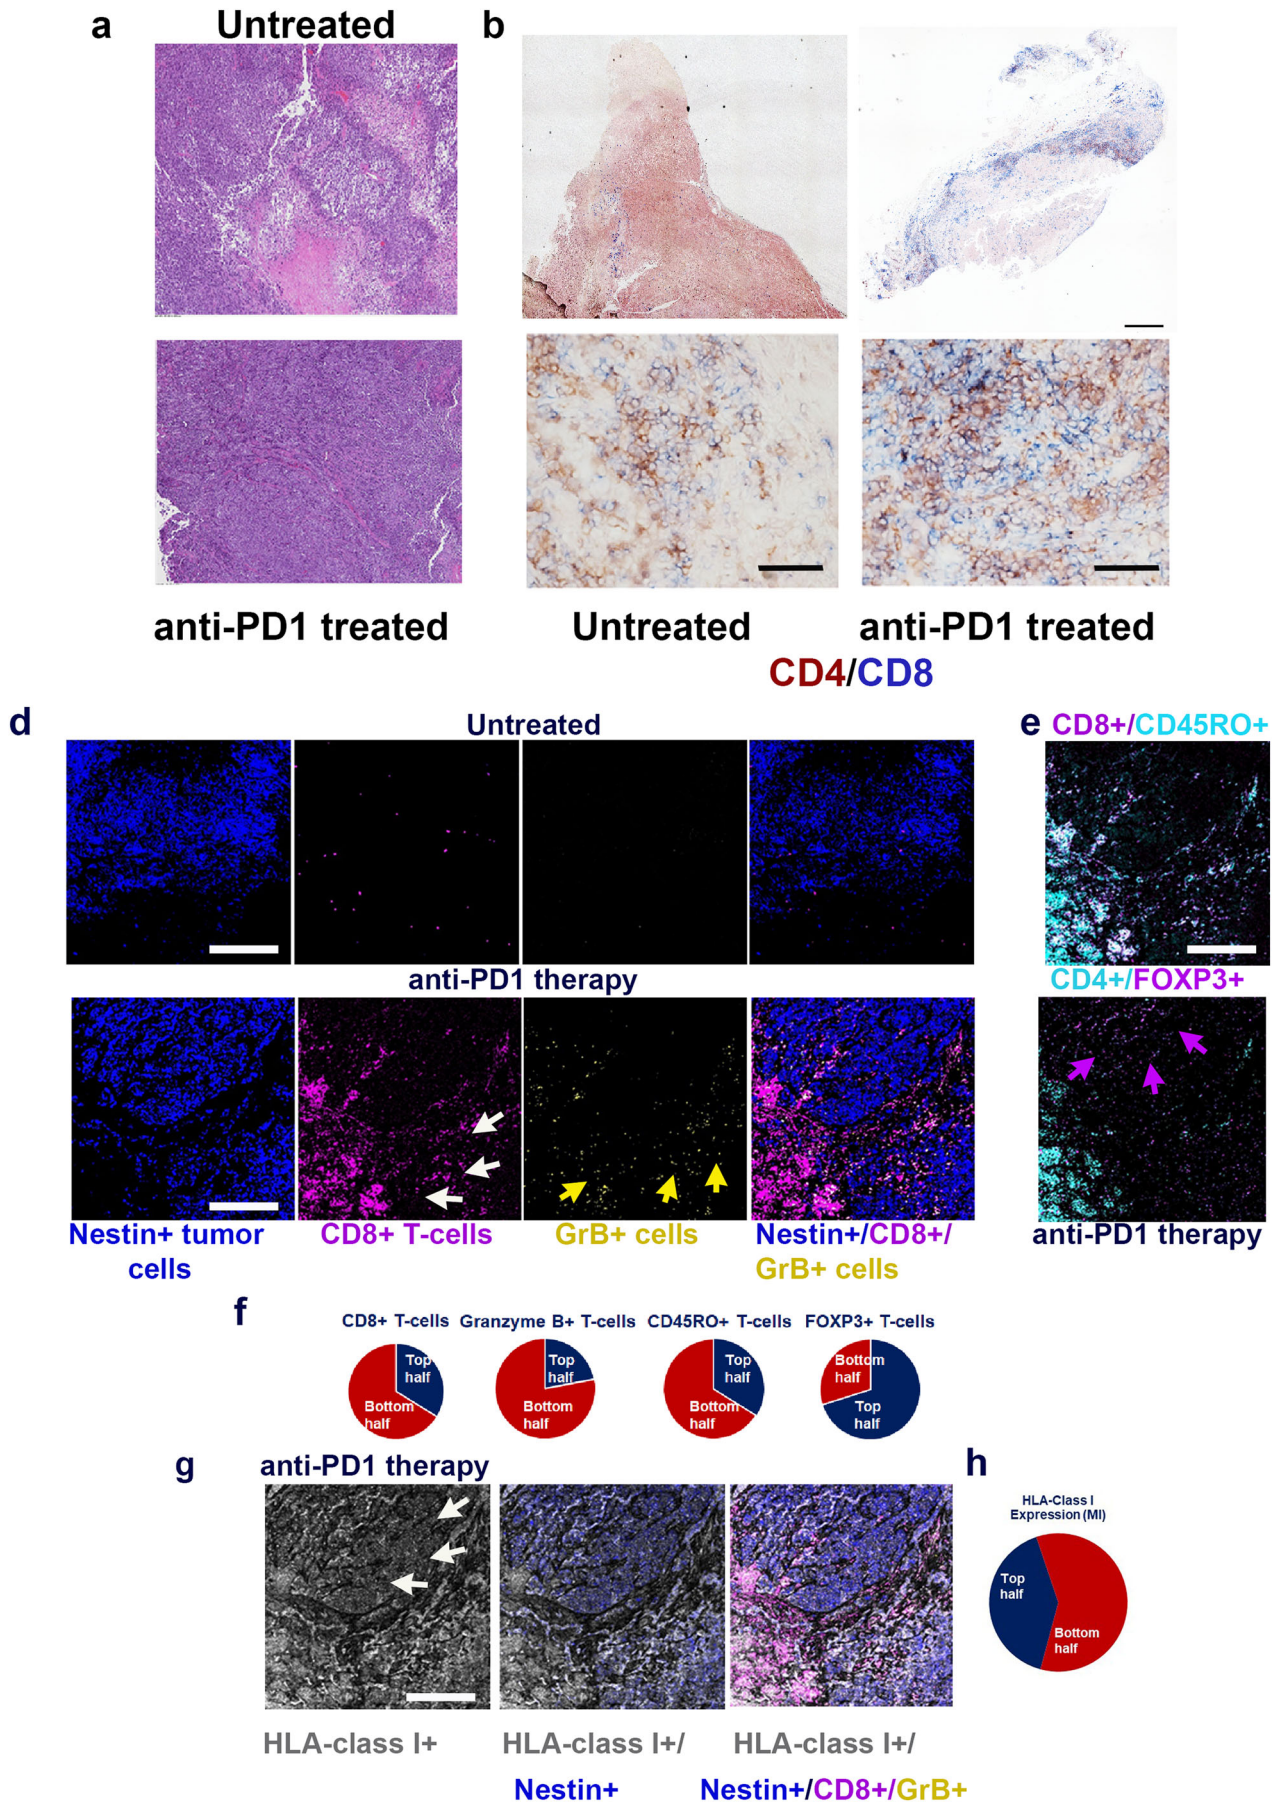 a
Untreated
b
anti-PD1 treated
Untreated
anti-PD1 treated
CD4/CD8
d
Untreated
e
CD8+/CD45RO+
anti-PD1 therapy
CD4+/FOXP3+
Nestin+ tumor
cells
CD8+ T-cells
GrB+ cells
Nestin+/CD8+/
GrB+ cells
anti-PD1 therapy
f
CD8+ T-cells
Granzyme B+ T-cells
CD45RO+ T-cells
FOXP3+ T-cells
Top
half
Bottom
half
Top
half
Bottom
half
Top
half
Bottom
half
Bottom
half
Top
half
g
anti-PD1 therapy
h
HLA-Class I
Expression (MI)
Top
half
Bottom
half
HLA-class I+
HLA-class I+/
Nestin+
HLA-class I+/
Nestin+/CD8+/GrB+